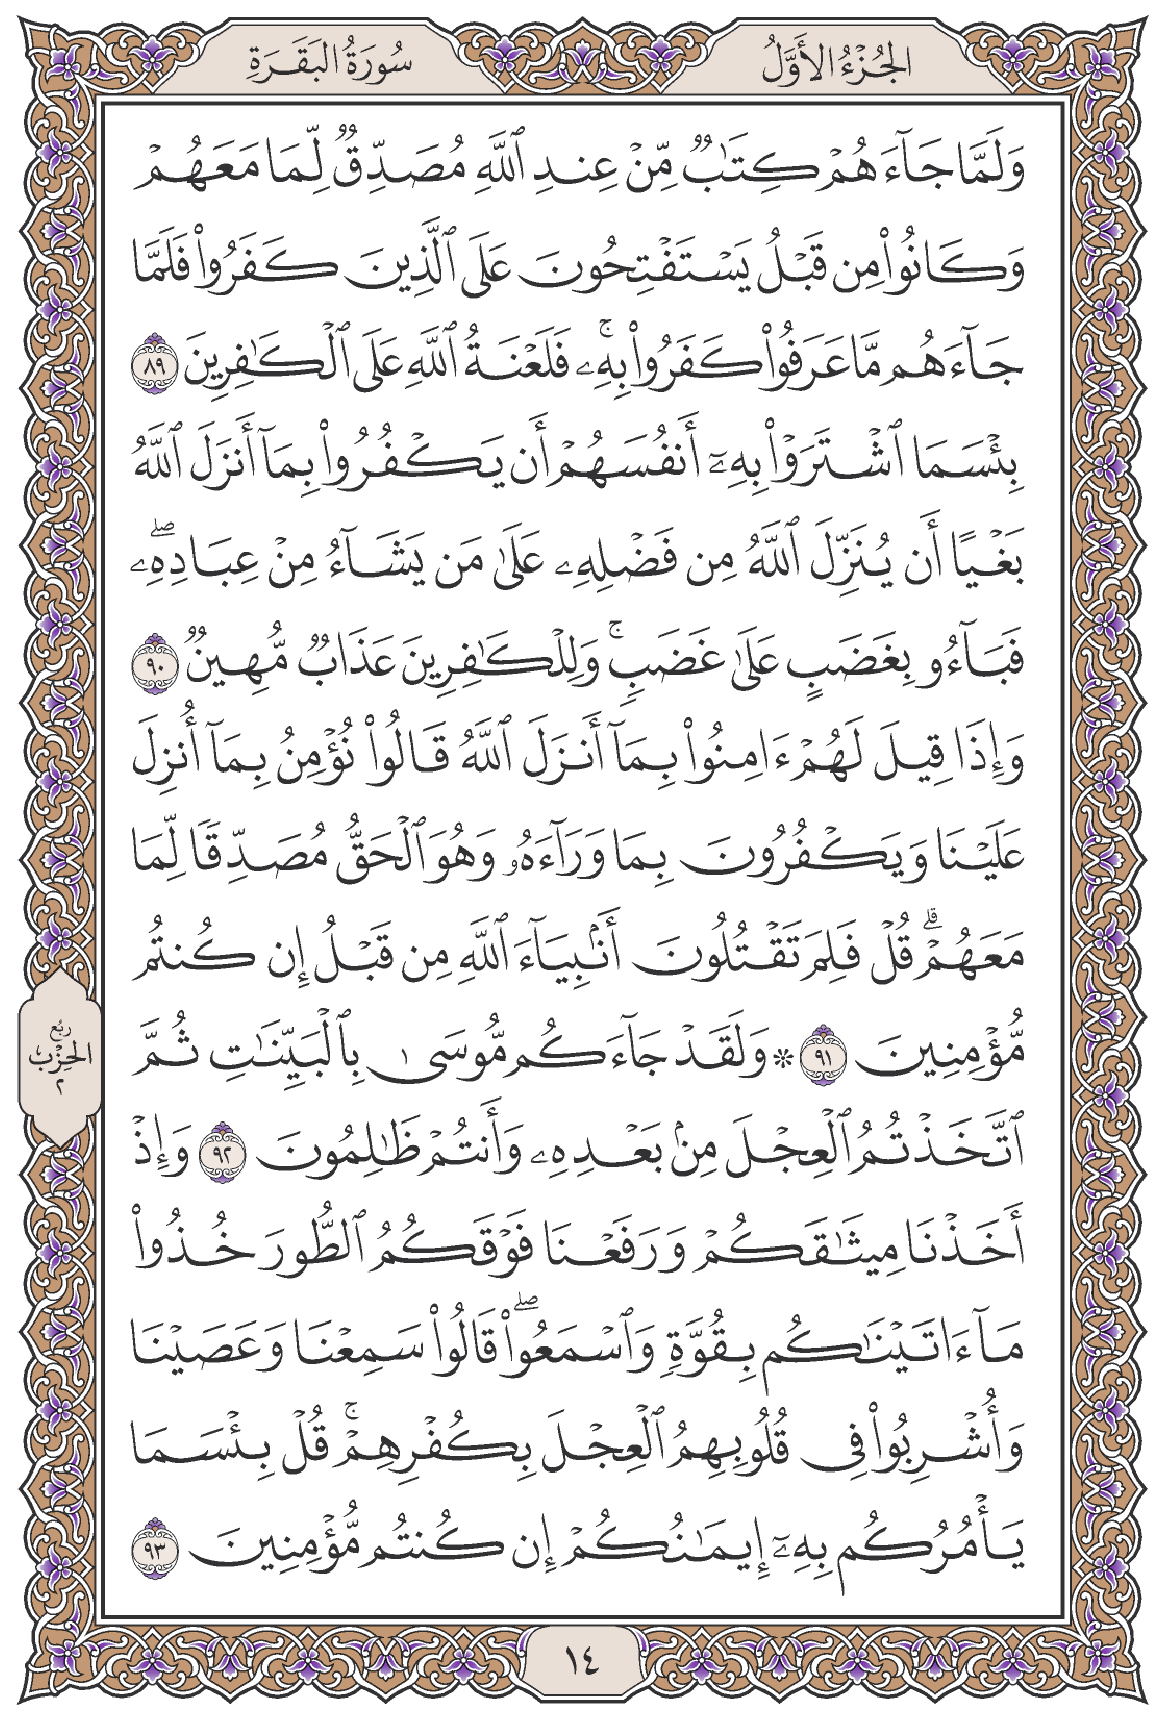 الجُزْءُ الأَوَّلُ
سُورَةُ البَقَرَةِ
وَلَمَّا جَآءَهُمْ كِتَـٰبٌ مِّنْ عِندِ ٱللَّهِ مُصَدِّقٌ لِّمَا مَعَهُمْ
وَكَانُوا۟ مِن قَبْلُ يَسْتَفْتِحُونَ عَلَى ٱلَّذِينَ كَفَرُوا۟ فَلَمَّا
جَآءَهُم مَّا عَرَفُوا۟ كَفَرُوا۟ بِهِۦ ۚ فَلَعْنَةُ ٱللَّهِ عَلَى ٱلْكَـٰفِرِينَ ٨٩
بِئْسَمَا ٱشْتَرَوْا۟ بِهِۦٓ أَنفُسَهُمْ أَن يَكْفُرُوا۟ بِمَآ أَنزَلَ ٱللَّهُ
بَغْيًا أَن يُنَزِّلَ ٱللَّهُ مِن فَضْلِهِۦ عَلَىٰ مَن يَشَآءُ مِنْ عِبَادِهِۦ ۖ
فَبَآءُو بِغَضَبٍ عَلَىٰ غَضَبٍ ۚ وَلِلْكَـٰفِرِينَ عَذَابٌ مُّهِينٌ ٩٠
وَإِذَا قِيلَ لَهُمْ ءَامِنُوا۟ بِمَآ أَنزَلَ ٱللَّهُ قَالُوا۟ نُؤْمِنُ بِمَآ أُنزِلَ
عَلَيْنَا وَيَكْفُرُونَ بِمَا وَرَآءَهُۥ وَهُوَ ٱلْحَقُّ مُصَدِّقًا لِّمَا
مَعَهُمْ ۗ قُلْ فَلِمَ تَقْتُلُونَ أَنۢبِيَآءَ ٱللَّهِ مِن قَبْلُ إِن كُنتُم
مُّؤْمِنِينَ ٩١ ۞ وَلَقَدْ جَآءَكُم مُّوسَىٰ بِٱلْبَيِّنَـٰتِ ثُمَّ
ٱتَّخَذْتُمُ ٱلْعِجْلَ مِنۢ بَعْدِهِۦ وَأَنتُمْ ظَـٰلِمُونَ ٩٢ وَإِذْ
أَخَذْنَا مِيثَـٰقَكُمْ وَرَفَعْنَا فَوْقَكُمُ ٱلطُّورَ خُذُوا۟
مَآ ءَاتَيْنَـٰكُم بِقُوَّةٍ وَٱسْمَعُوا۟ ۖ قَالُوا۟ سَمِعْنَا وَعَصَيْنَا
وَأُشْرِبُوا۟ فِى قُلُوبِهِمُ ٱلْعِجْلَ بِكُفْرِهِمْ ۚ قُلْ بِئْسَمَا
يَأْمُرُكُم بِهِۦٓ إِيمَـٰنُكُمْ إِن كُنتُم مُّؤْمِنِينَ ٩٣
رُبُع
الحِزْب
٢
١٤